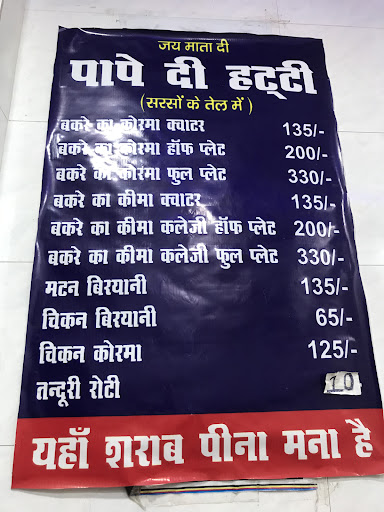 जय माता दी
पापे दी हट्टी
(सरसों के तेल में )
बकरे का कोरमा क्वाटर 135/-
बकरे का कोरमा हॉफ प्लेट 200/-
बकरे का कोरमा फुल प्लेट 330/-
बकरे का कीमा क्वाटर 135/-
बकरे का कीमा कलेजी हॉफ प्लेट 200/-
बकरे का कीमा कलेजी फुल प्लेट 330/-
मटन बिरयानी 135/-
चिकन बिरयानी 65/-
चिकन कोरमा 125/-
तन्दूरी रोटी 10
यहाँ शराब पीना मना है